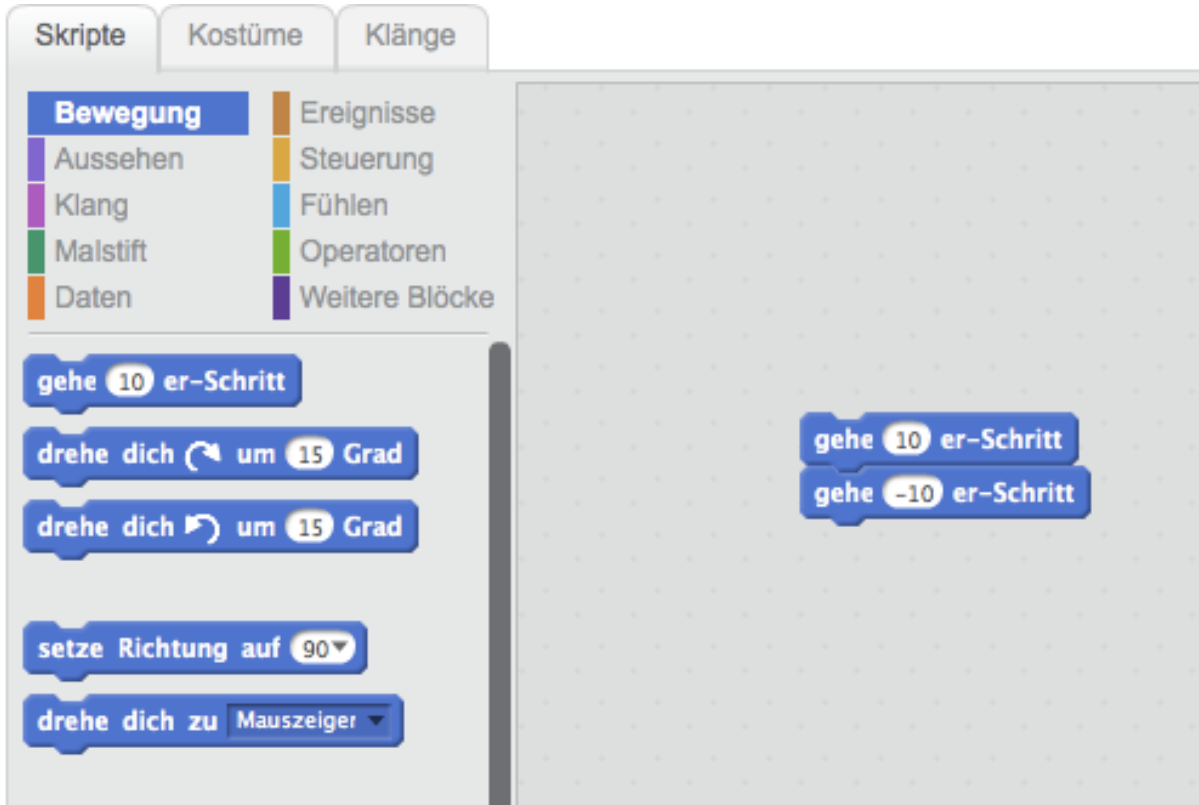 Skripte Kostüme Klänge
Bewegung Ereignisse
Aussehen Steuerung
Klang Fühlen
Malstift Operatoren
Daten Weitere Blöcke
gehe 10 er-Schritt
drehe dich um 15 Grad
drehe dich um 15 Grad
setze Richtung auf 90
drehe dich zu Mauszeiger
gehe 10 er-Schritt
gehe -10 er-Schritt